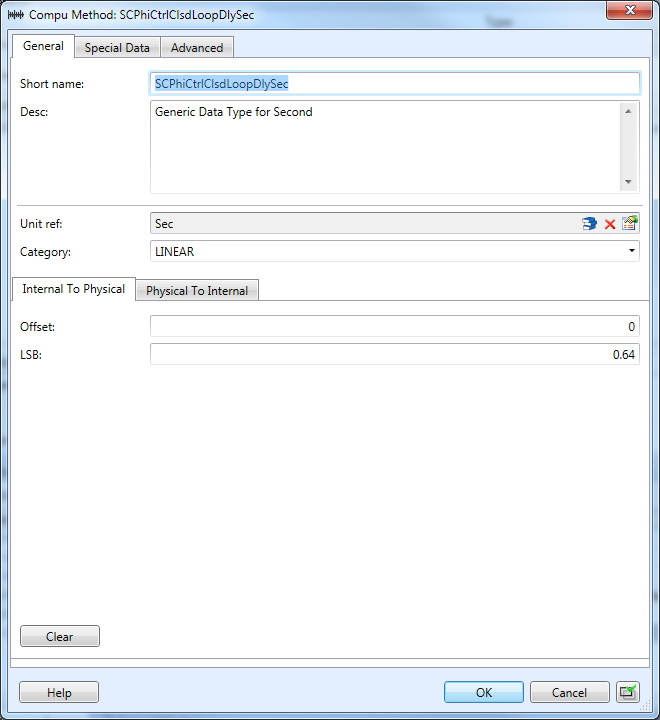 Compu Method: SCPhiCtrlClsdLoopDlySec
General Special Data Advanced
Short name: SCPhiCtrlClsdLoopDlySec
Desc: Generic Data Type for Second
Unit ref: Sec
Category: LINEAR
Internal To Physical Physical To Internal
Offset: 0
LSB: 0.64
Clear
Help OK Cancel